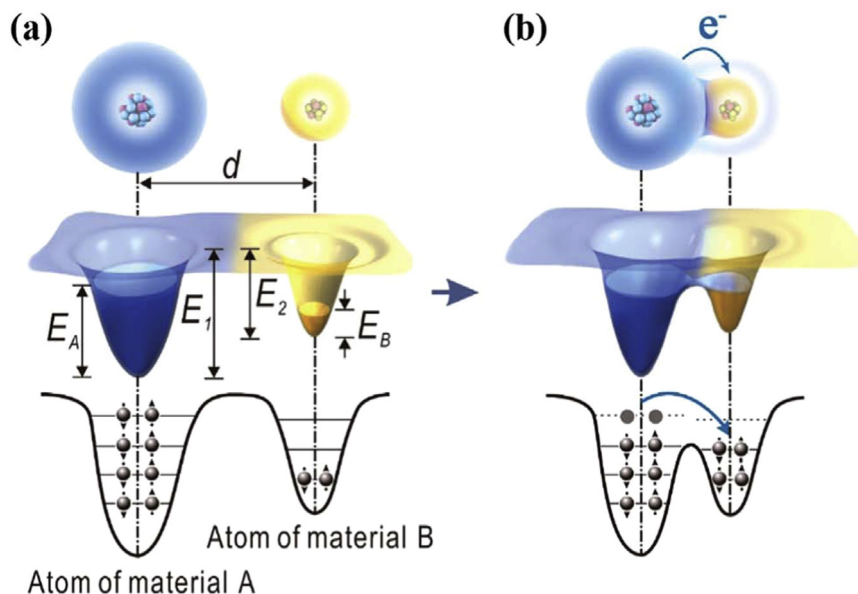 (a)
(b)
e⁻
d
E_A
E_1
E_2
E_B
Atom of material B
Atom of material A